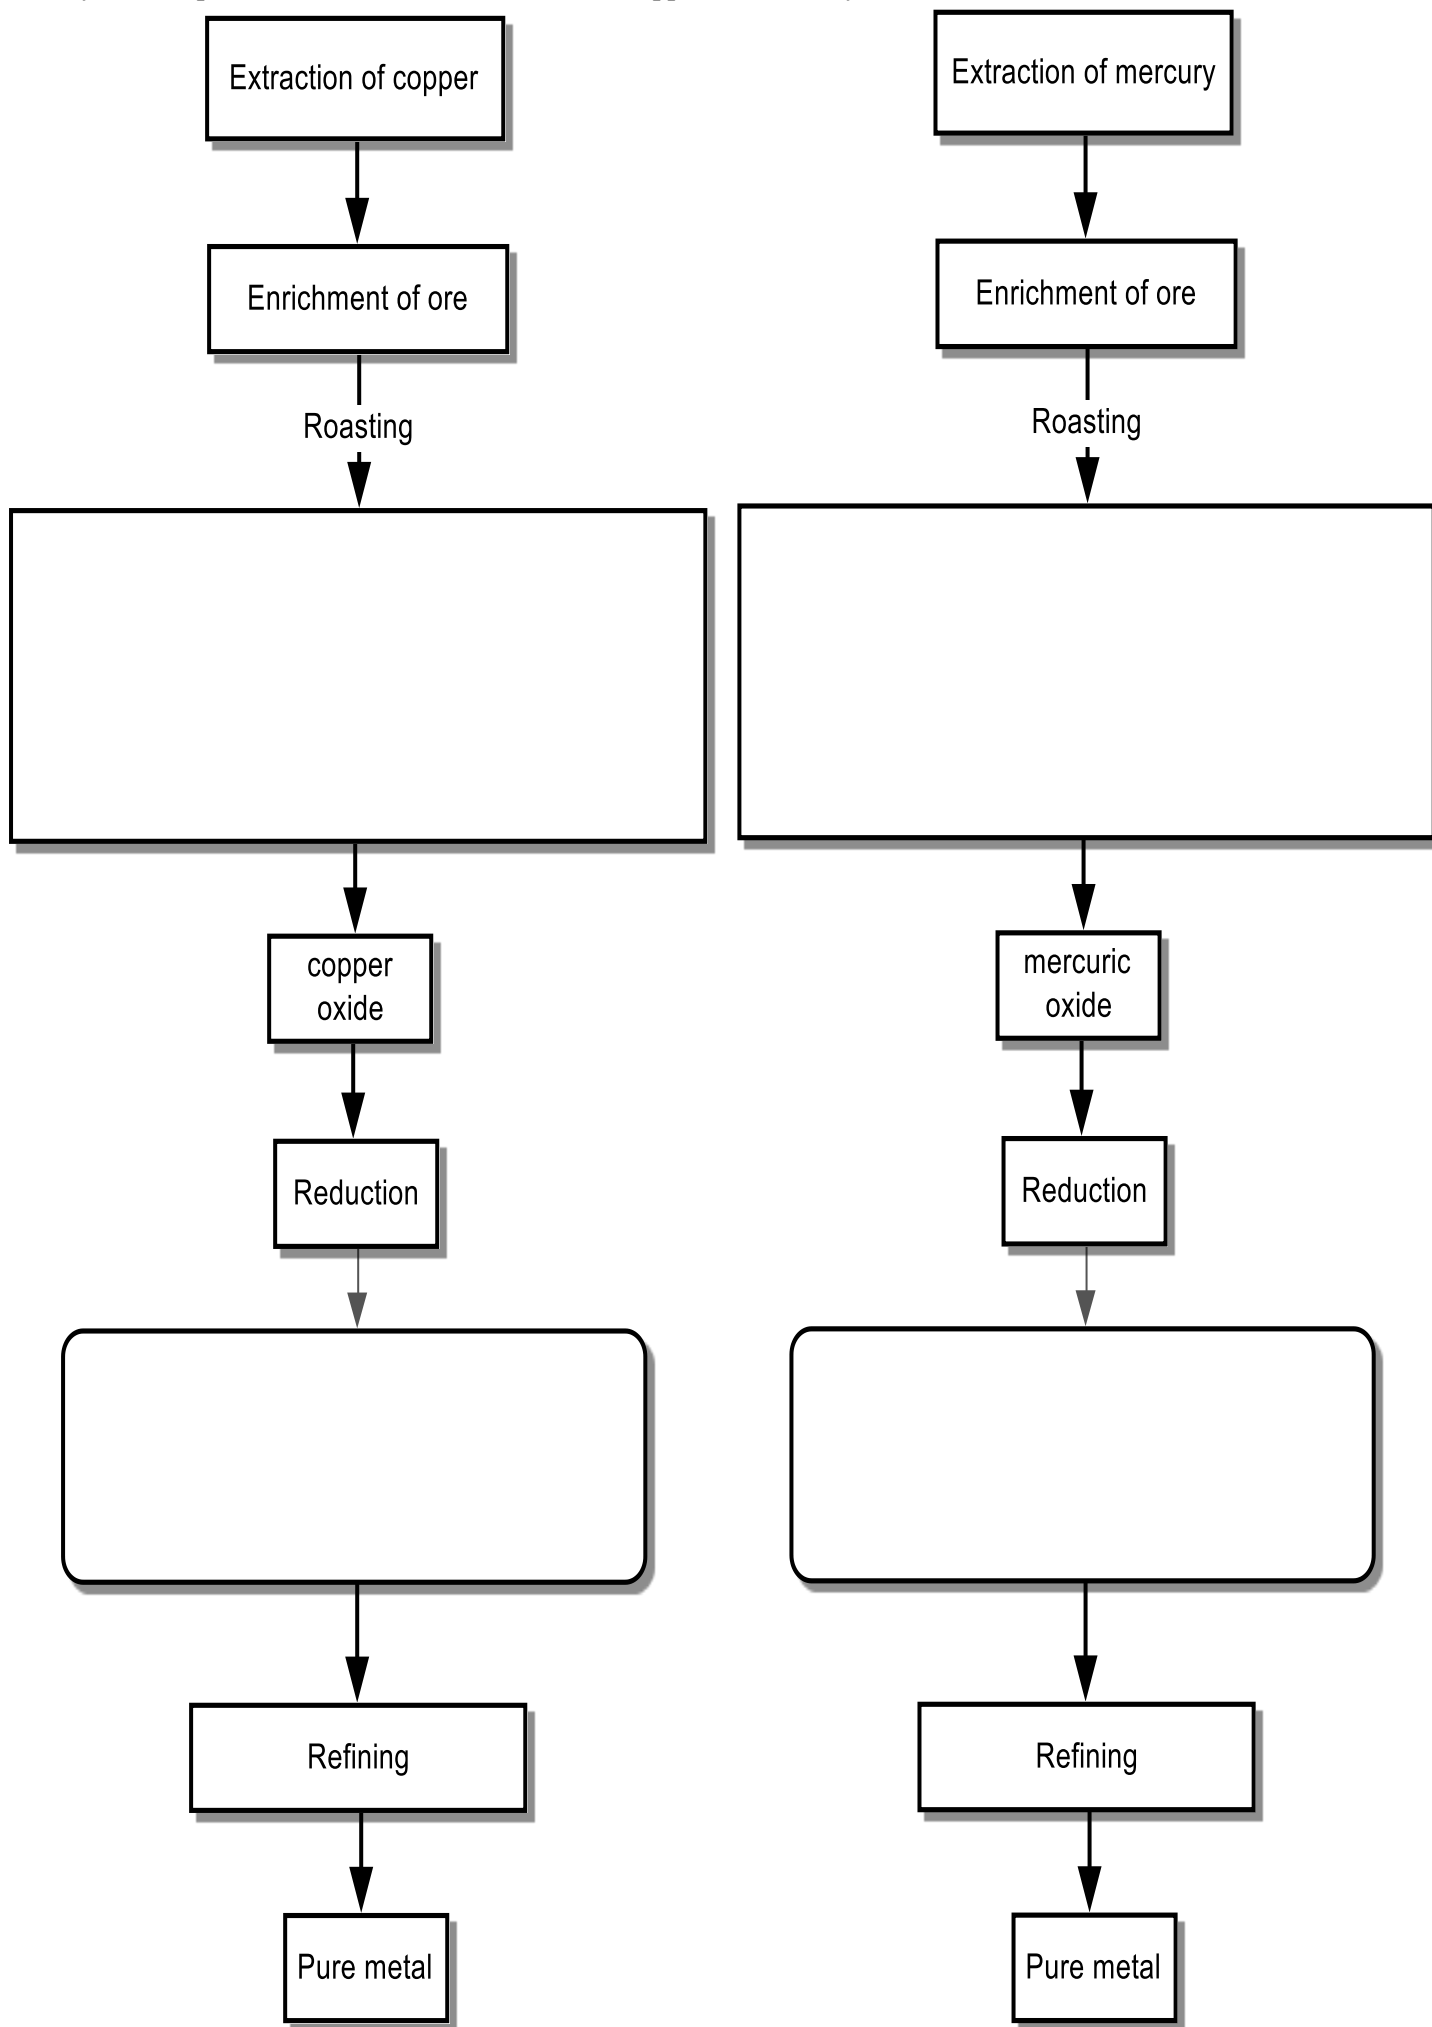 Extraction of copper
Enrichment of ore
Roasting
copper
oxide
Reduction
Refining
Pure metal
Extraction of mercury
Enrichment of ore
Roasting
mercuric
oxide
Reduction
Refining
Pure metal